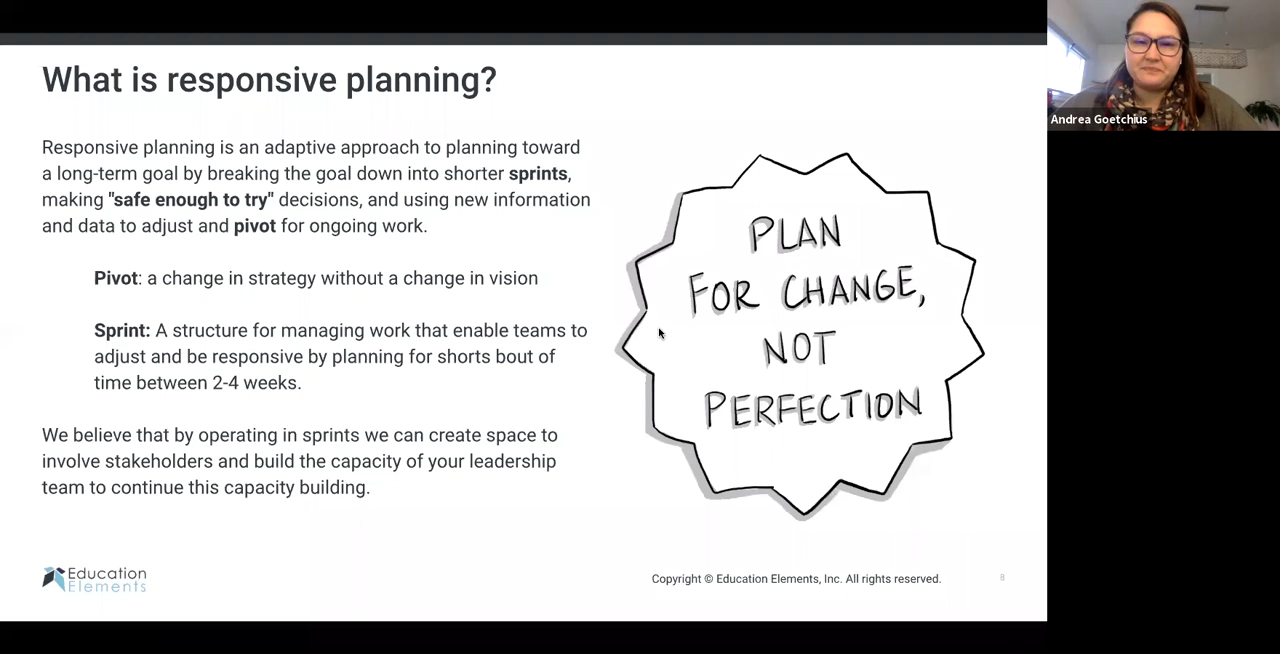 What is responsive planning?
Responsive planning is an adaptive approach to planning toward
a long-term goal by breaking the goal down into shorter sprints,
making "safe enough to try" decisions, and using new information
and data to adjust and pivot for ongoing work.
Pivot: a change in strategy without a change in vision
Sprint: A structure for managing work that enable teams to
adjust and be responsive by planning for shorts bout of
time between 2-4 weeks.
We believe that by operating in sprints we can create space to
involve stakeholders and build the capacity of your leadership
team to continue this capacity building.
PLAN
FOR CHANGE,
NOT
PERFECTION
Education
Elements
Copyright © Education Elements, Inc. All rights reserved.
8
Andrea Goetchius